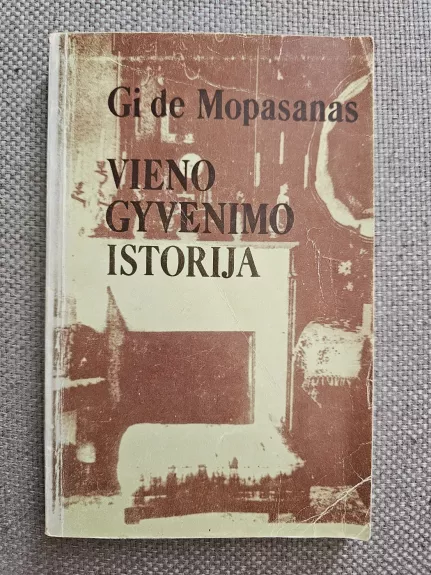 Gi de Mopasanas
VIENO
GYVENIMO
ISTORIJA